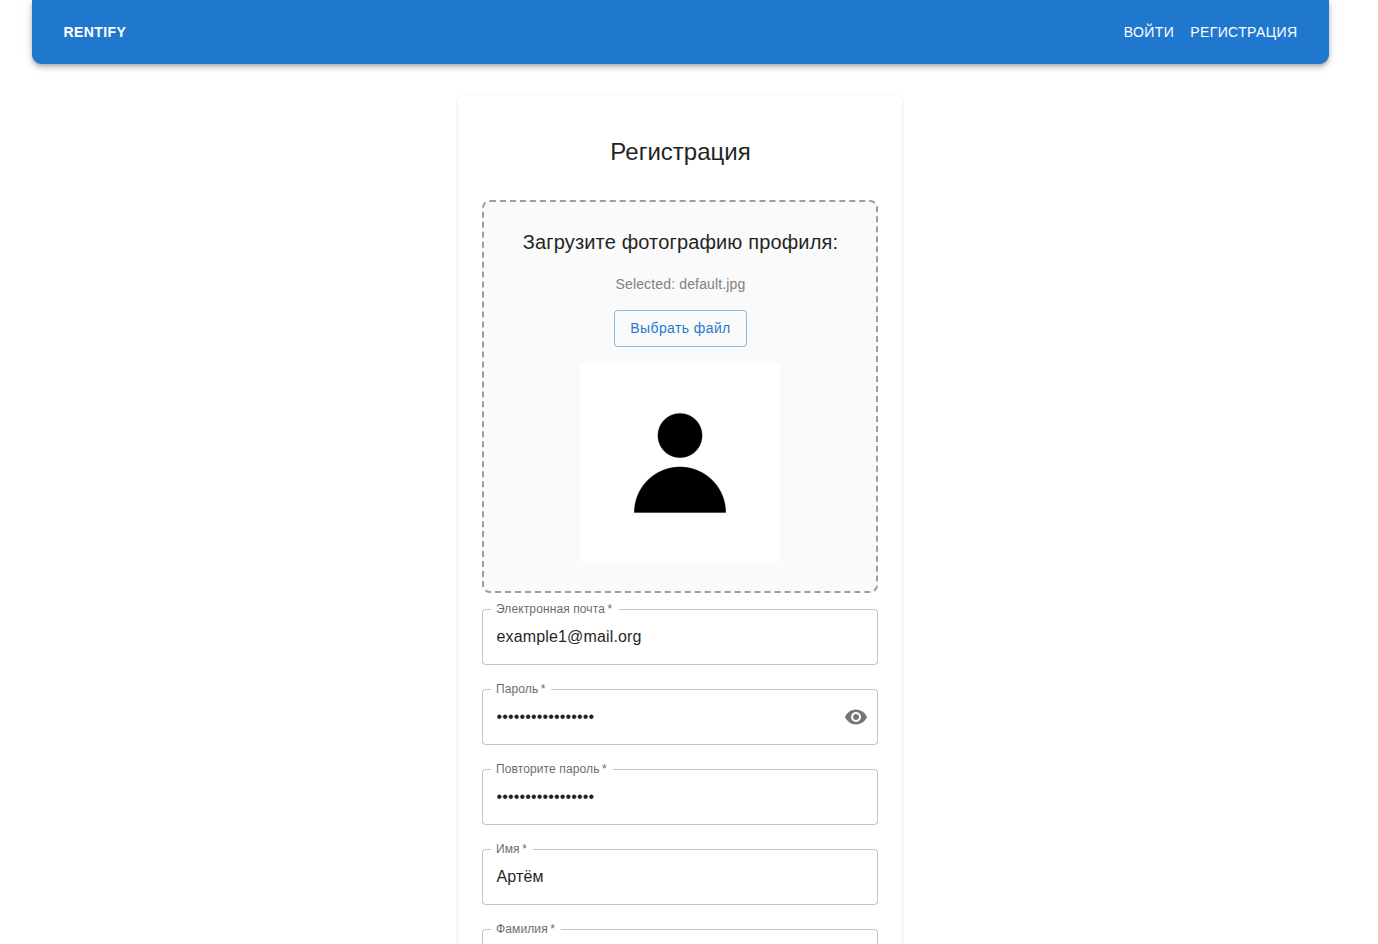 RENTIFY
ВОЙТИ РЕГИСТРАЦИЯ
Регистрация
Загрузите фотографию профиля:
Selected: default.jpg
Выбрать файл
Электронная почта *
example1@mail.org
Пароль *
•••••••••••••••••
Повторите пароль *
•••••••••••••••••
Имя *
Артём
Фамилия *